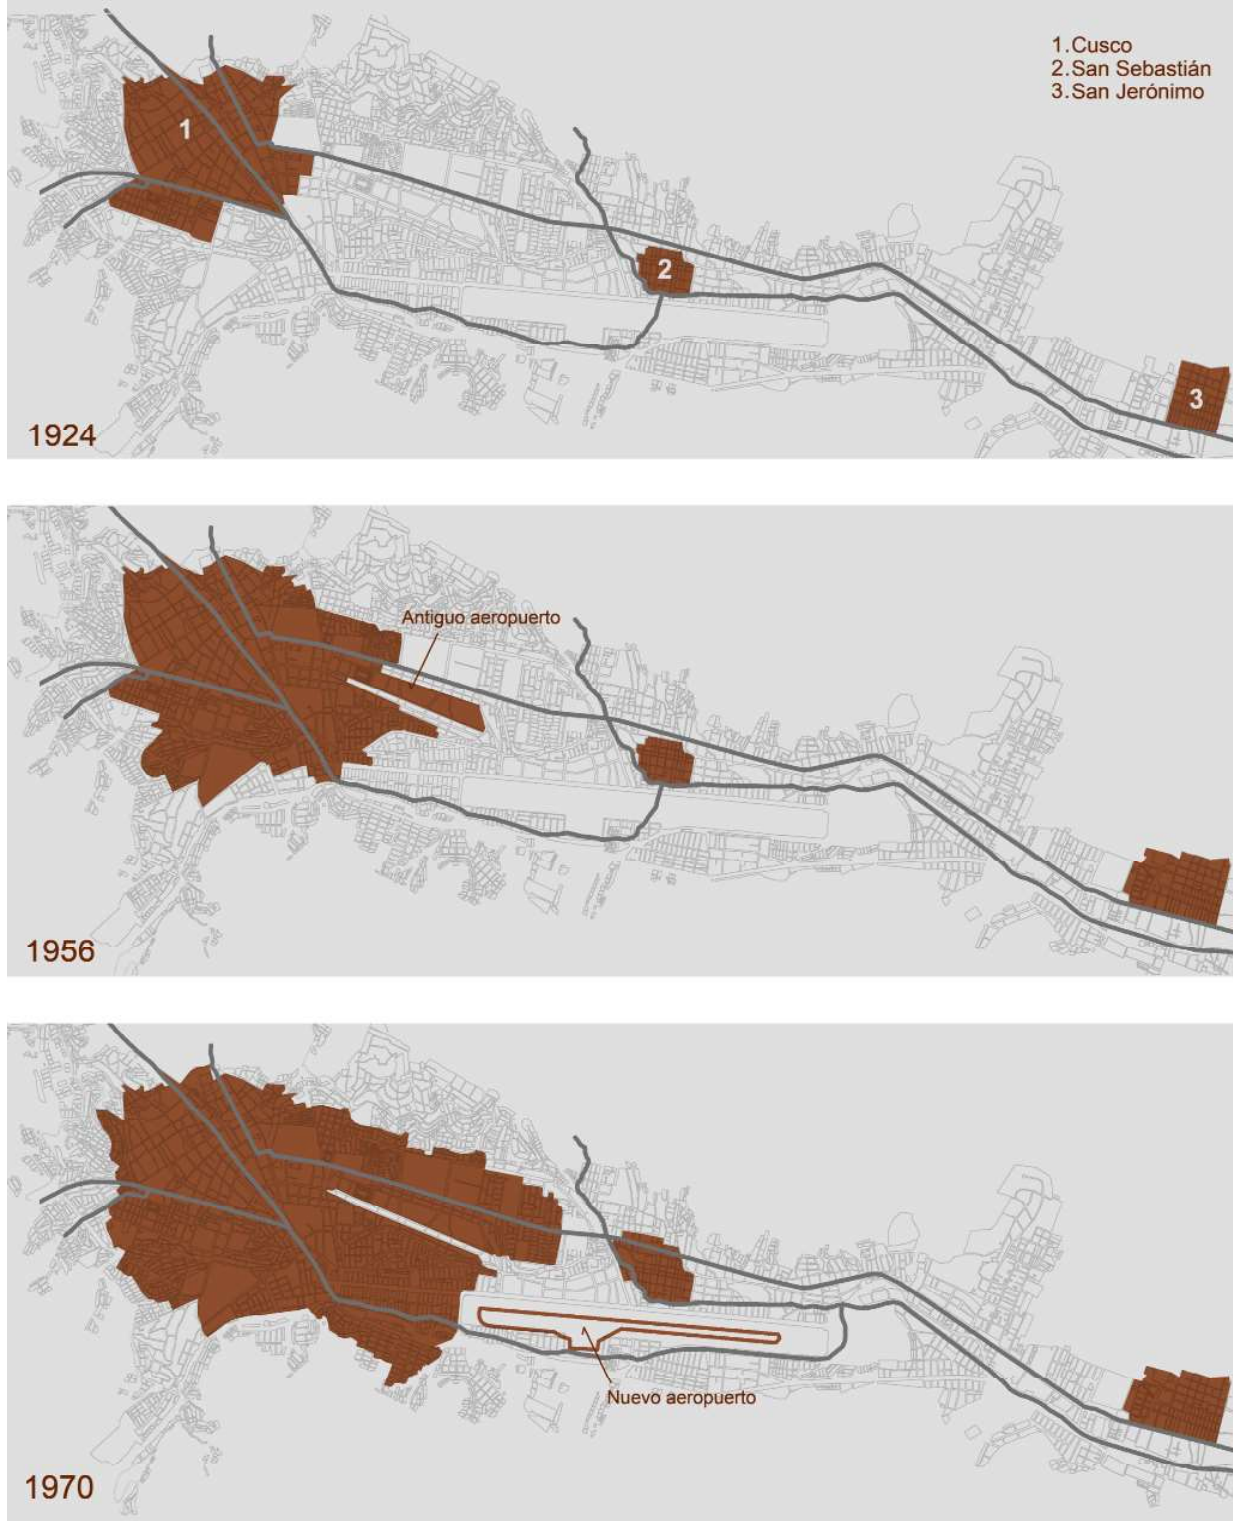 1.Cusco
2.San Sebastián
3.San Jerónimo
1
2
3
1924
Antiguo aeropuerto
1956
Nuevo aeropuerto
1970